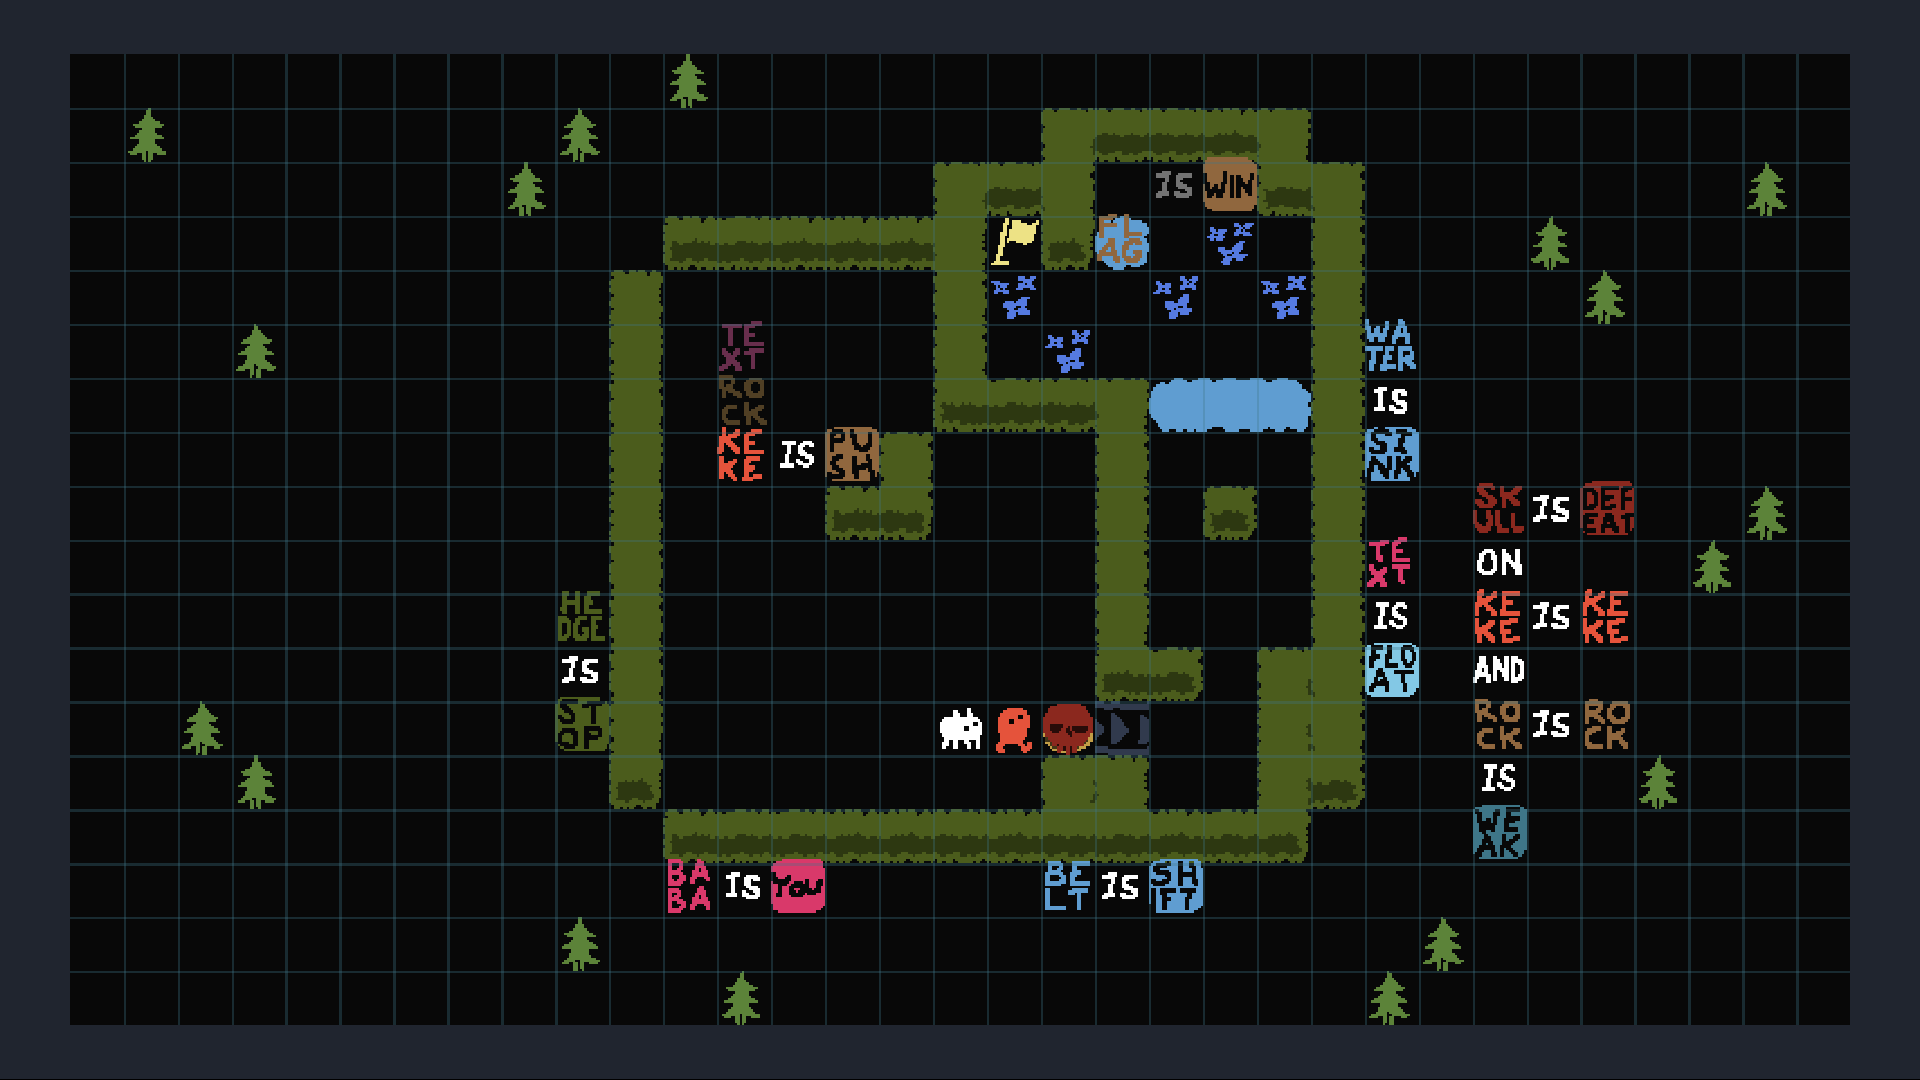 IS WIN
FLAG
TEXT
WATER
ROCK
IS
KEKE IS PUSH
SINK
SKULL IS DEFEAT
TEXT
ON
HEDGE
IS
KEKE IS KEKE
IS
FLOAT
AND
STOP
ROCK IS ROCK
IS
WEAK
BABA IS YOU
BELT IS SHIFT